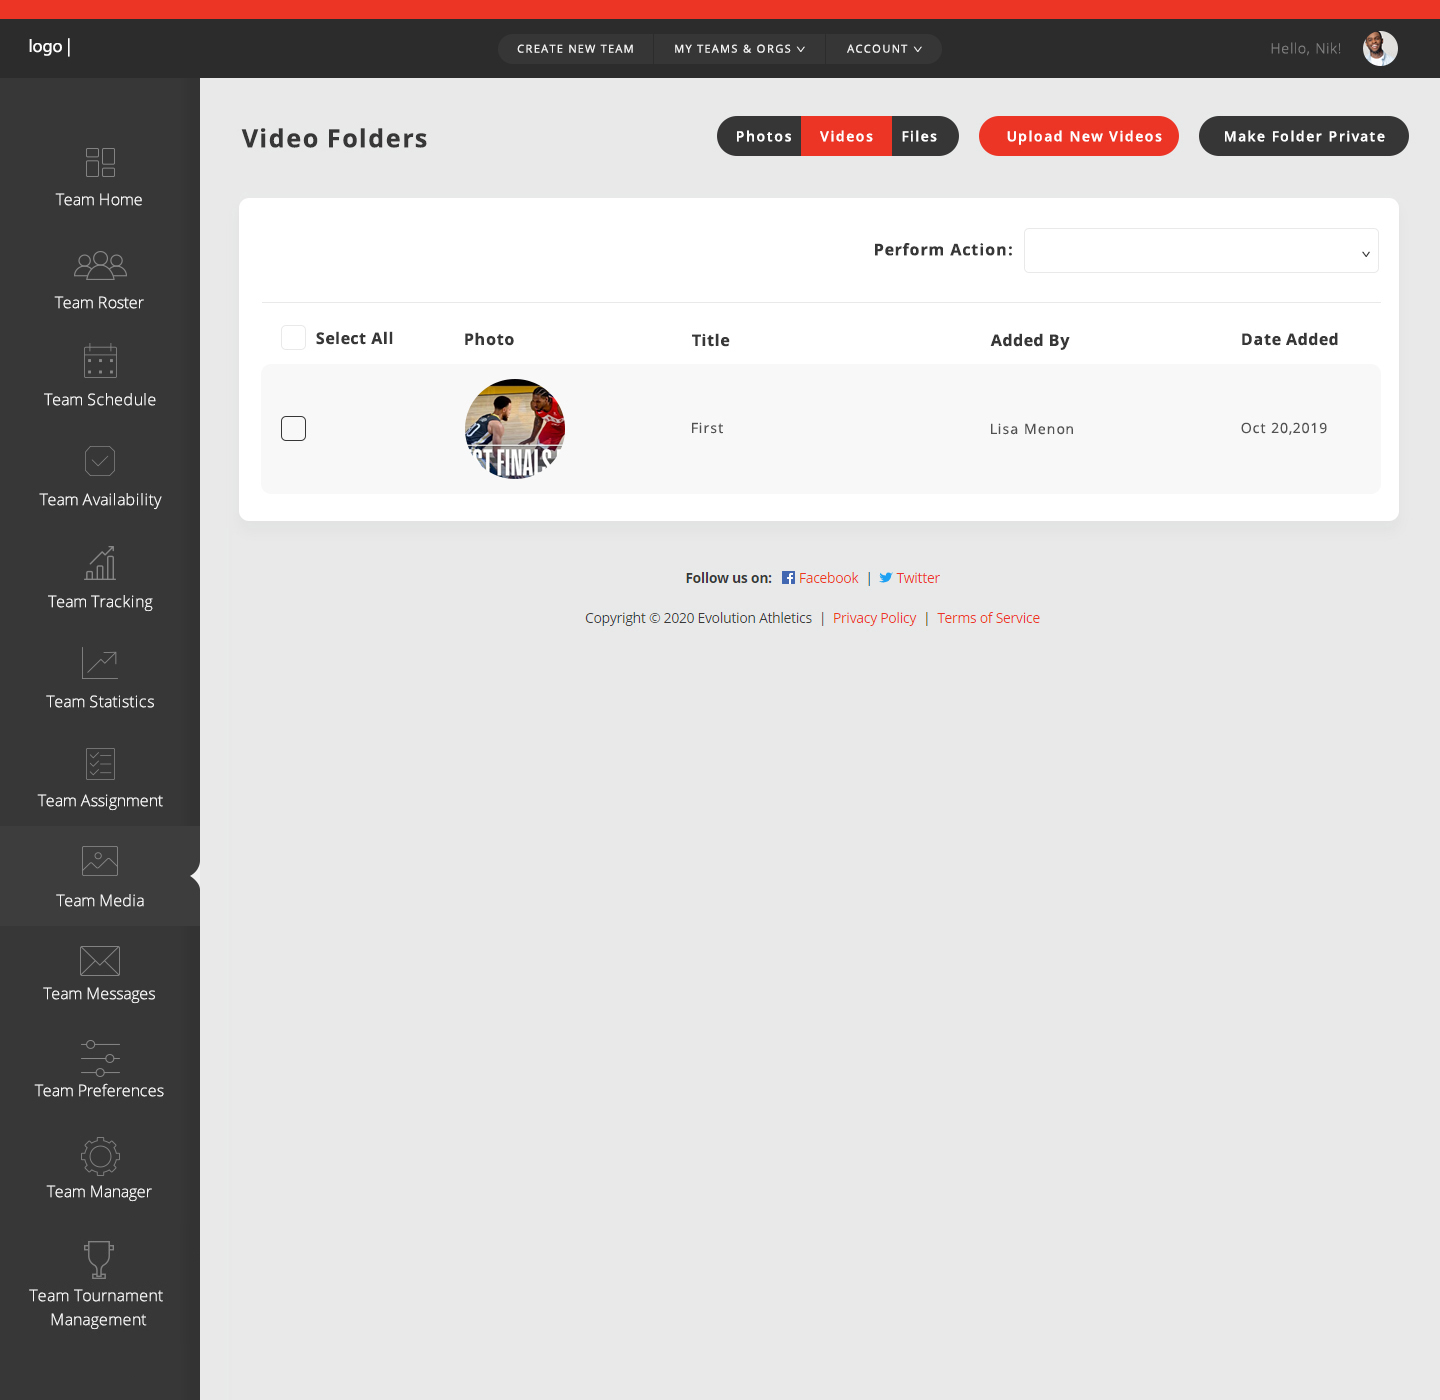 logo |
CREATE NEW TEAM
MY TEAMS & ORGS
ACCOUNT
Hello, Nik!
Video Folders
Photos
Videos
Files
Upload New Videos
Make Folder Private
Perform Action:
Select All
Photo
Title
Added By
Date Added
FINALS
First
Lisa Menon
Oct 20,2019
Follow us on: Facebook | Twitter
Copyright © 2020 Evolution Athletics | Privacy Policy | Terms of Service
Team Home
Team Roster
Team Schedule
Team Availability
Team Tracking
Team Statistics
Team Assignment
Team Media
Team Messages
Team Preferences
Team Manager
Team Tournament
Management